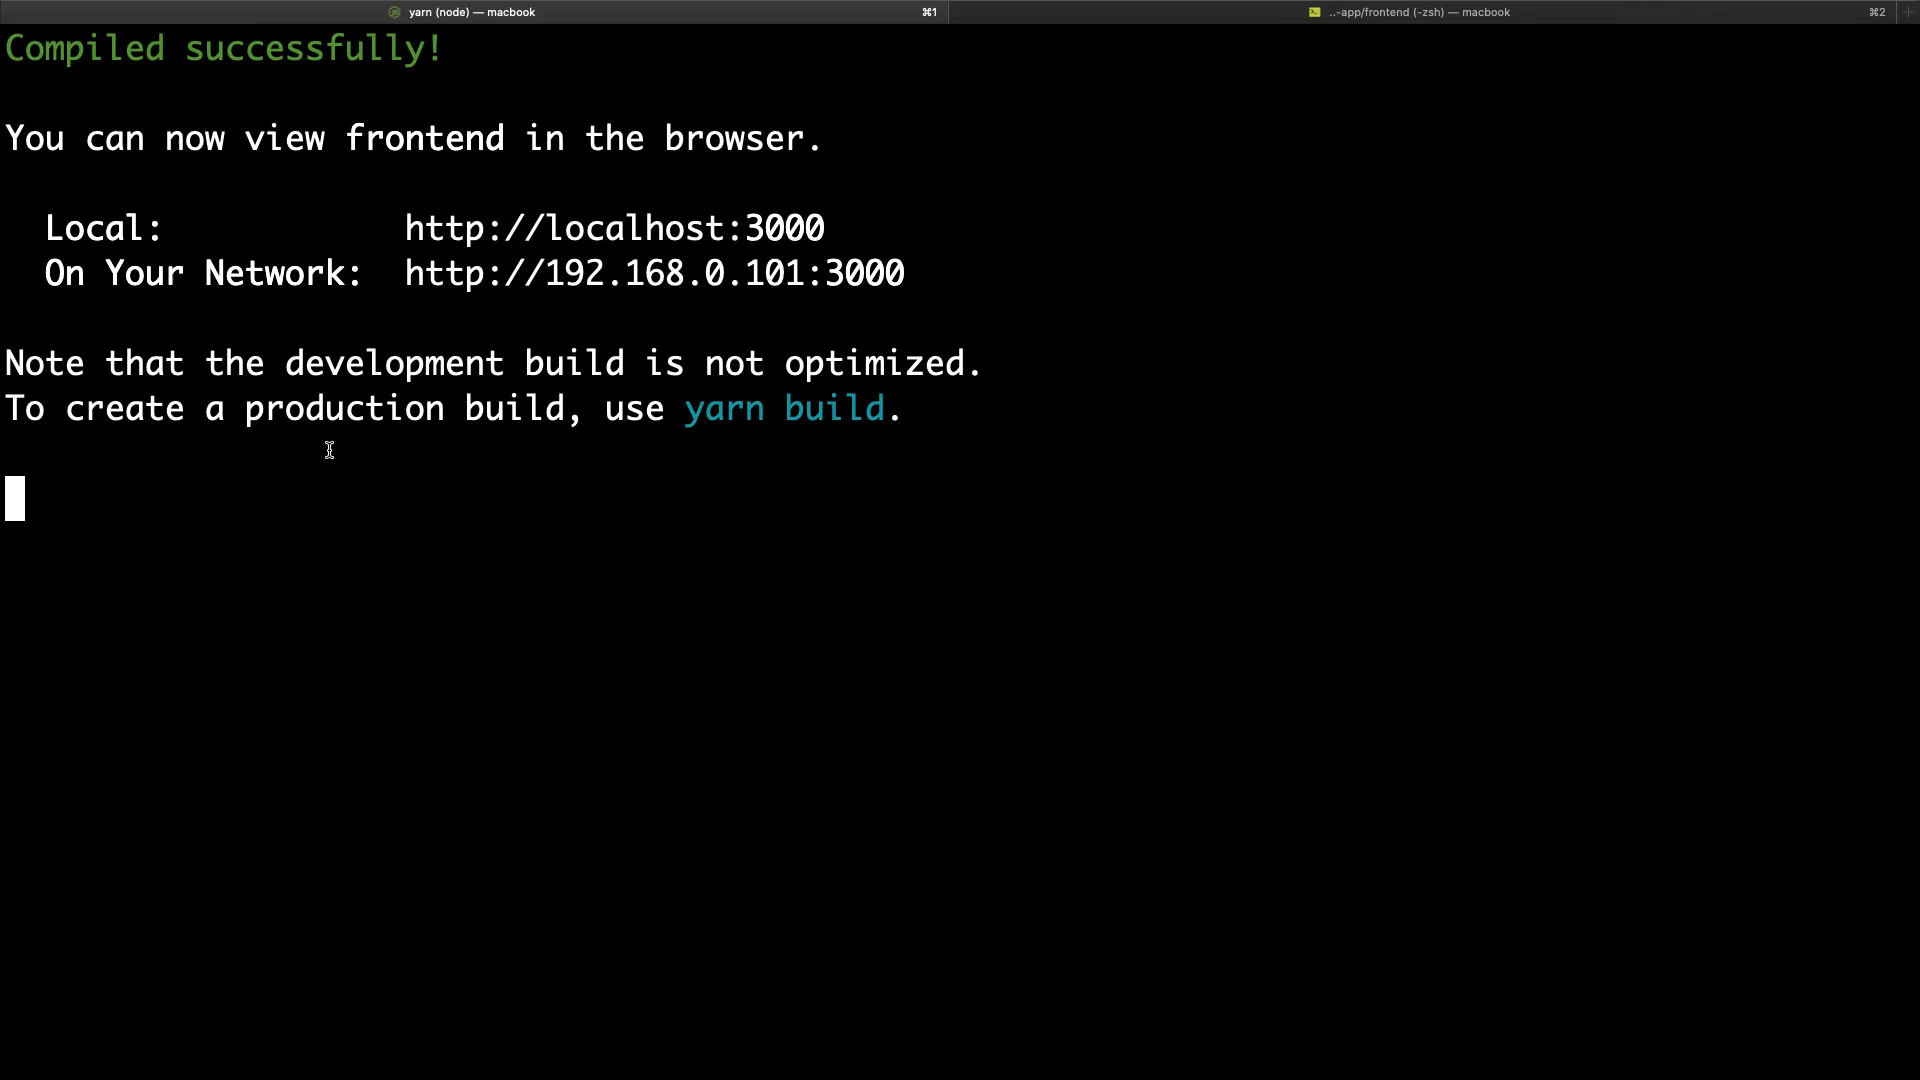 yarn (node) — macbook ⌘1 ..-app/frontend (-zsh) — macbook ⌘2
Compiled successfully!
You can now view frontend in the browser.
Local: http://localhost:3000
On Your Network: http://192.168.0.101:3000
Note that the development build is not optimized.
To create a production build, use yarn build.